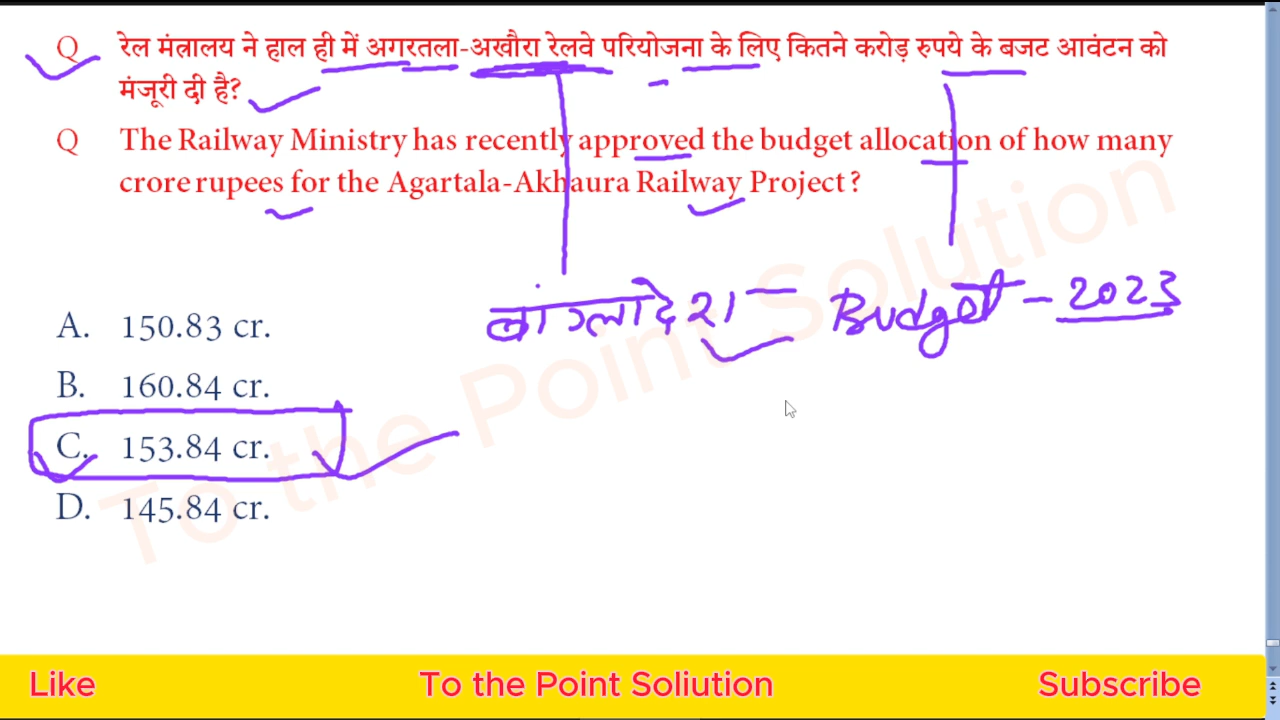 Q रेल मंत्रालय ने हाल ही में अगरतला-अखौरा रेलवे परियोजना के लिए कितने करोड़ रुपये के बजट आवंटन को
मंजूरी दी है?
Q The Railway Ministry has recently approved the budget allocation of how many
crore rupees for the Agartala-Akhaura Railway Project?
बांग्लादेश - Budget - 2023
A. 150.83 cr.
B. 160.84 cr.
C. 153.84 cr.
D. 145.84 cr.
To the Point Solution
Like To the Point Soliution Subscribe